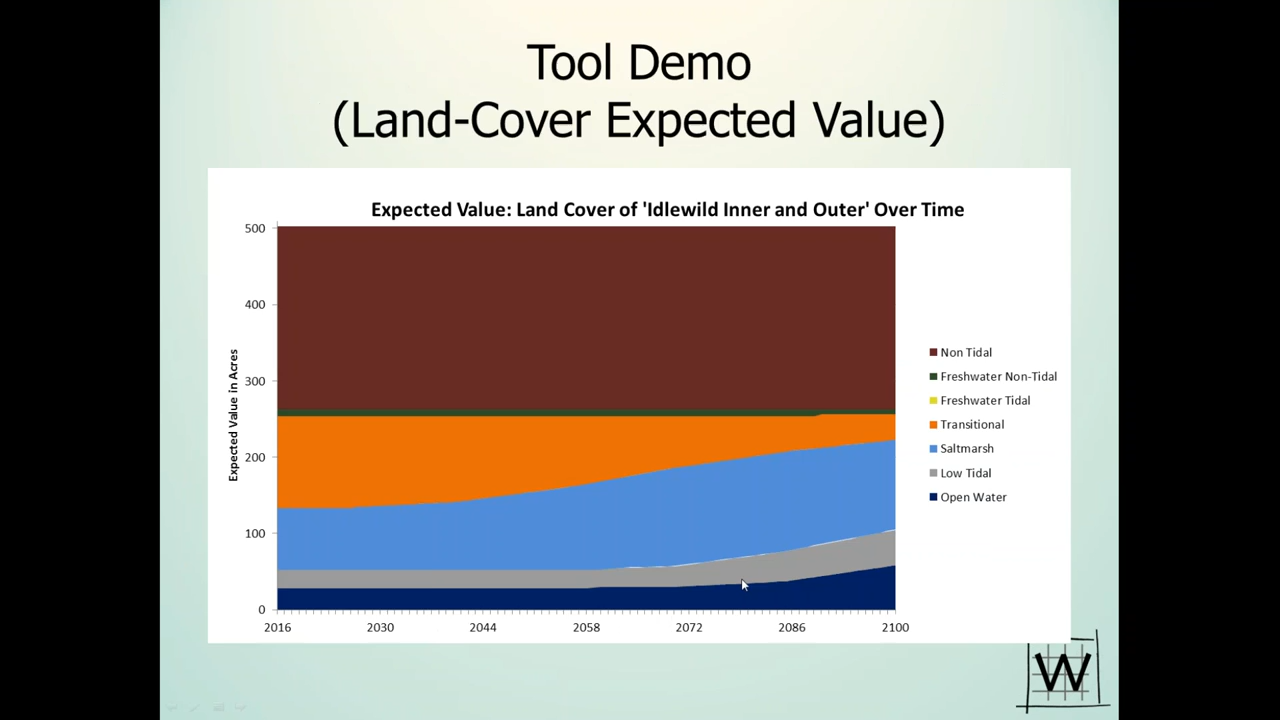 Tool Demo
(Land-Cover Expected Value)
Expected Value: Land Cover of 'Idlewild Inner and Outer' Over Time
Expected Value in Acres
500
400
300
200
100
0
2016 2030 2044 2058 2072 2086 2100
Non Tidal
Freshwater Non-Tidal
Freshwater Tidal
Transitional
Saltmarsh
Low Tidal
Open Water
W